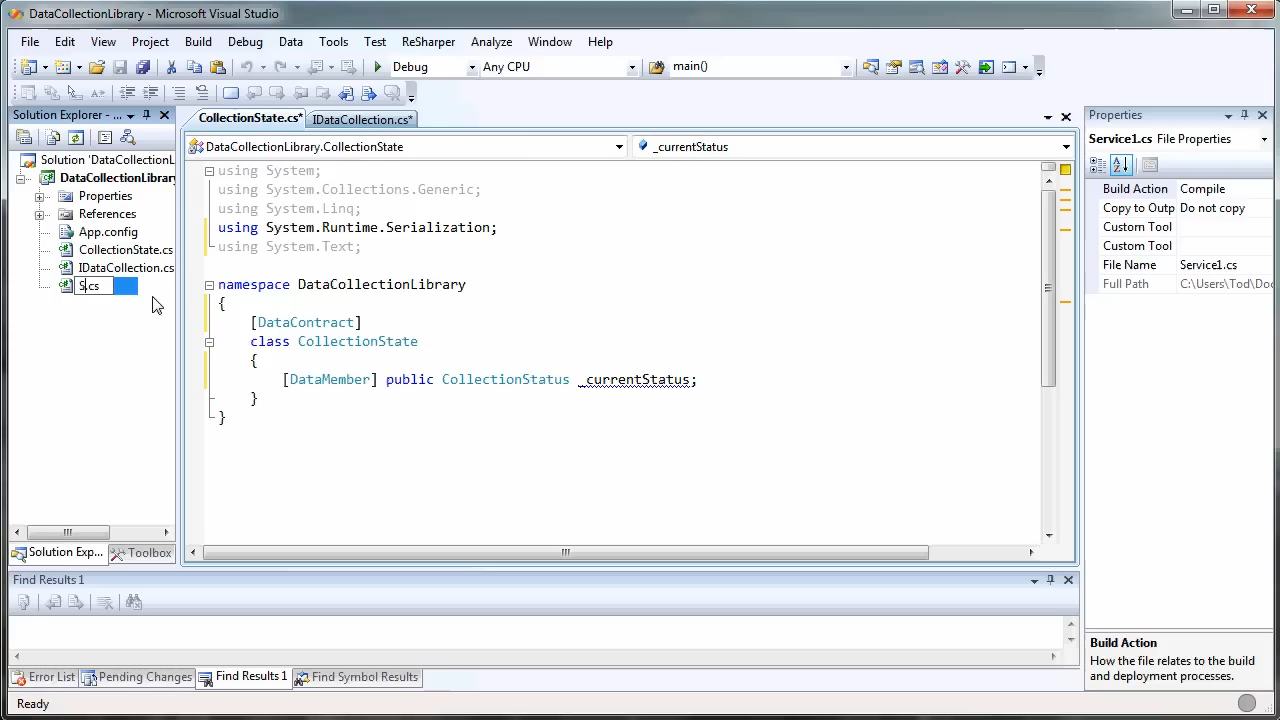 DataCollectionLibrary - Microsoft Visual Studio
File Edit View Project Build Debug Data Tools Test ReSharper Analyze Window Help
Debug Any CPU main()
Solution Explorer - ...
Solution 'DataCollectionL
DataCollectionLibrary
Properties
References
App.config
CollectionState.cs
IDataCollection.cs
S.cs
Solution Exp... Toolbox
CollectionState.cs* IDataCollection.cs*
DataCollectionLibrary.CollectionState _currentStatus
using System;
using System.Collections.Generic;
using System.Linq;
using System.Runtime.Serialization;
using System.Text;
namespace DataCollectionLibrary
{
[DataContract]
class CollectionState
{
[DataMember] public CollectionStatus _currentStatus;
}
}
Properties
Service1.cs File Properties
Build Action Compile
Copy to Outp Do not copy
Custom Tool
Custom Tool
File Name Service1.cs
Full Path C:\Users\Tod\Doc
Build Action
How the file relates to the build
and deployment processes.
Find Results 1
Error List Pending Changes Find Results 1 Find Symbol Results
Ready